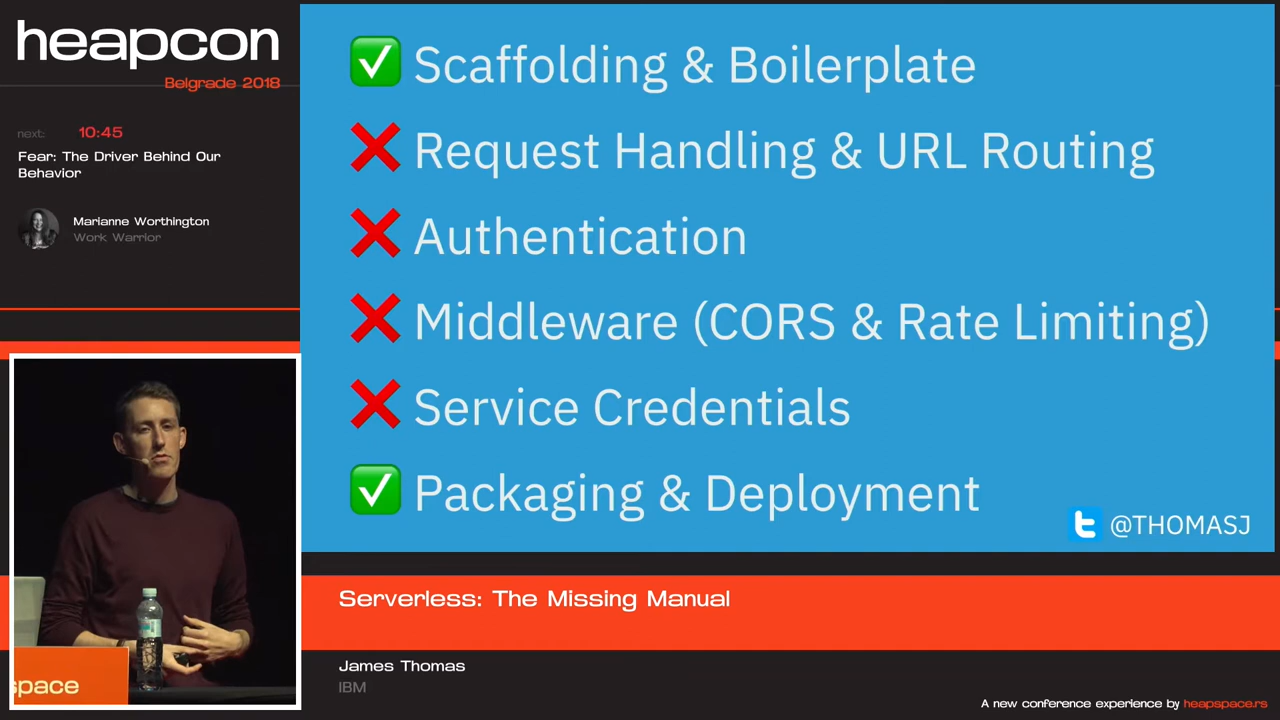 heapcon
Belgrade 2018
next: 10:45
Fear: The Driver Behind Our
Behavior
Marianne Worthington
Work Warrior
Scaffolding & Boilerplate
Request Handling & URL Routing
Authentication
Middleware (CORS & Rate Limiting)
Service Credentials
Packaging & Deployment
@THOMASJ
space
Serverless: The Missing Manual
James Thomas
IBM
A new conference experience by heapspace.rs